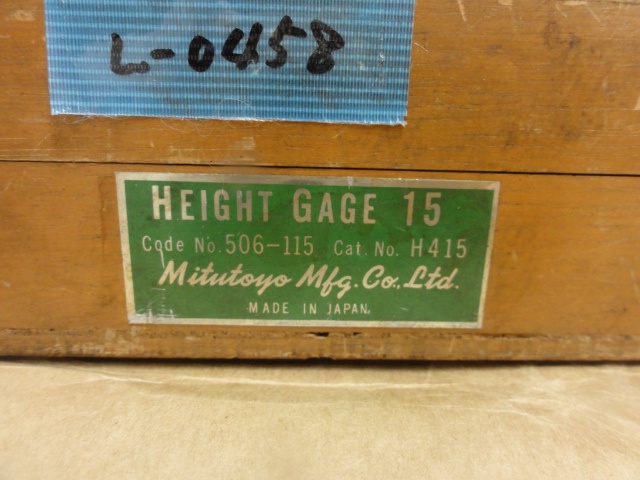 L-0458
HEIGHT GAGE 15
Code No. 506-115 Cat. No. H415
Mitutoyo Mfg. Co., Ltd.
MADE IN JAPAN.